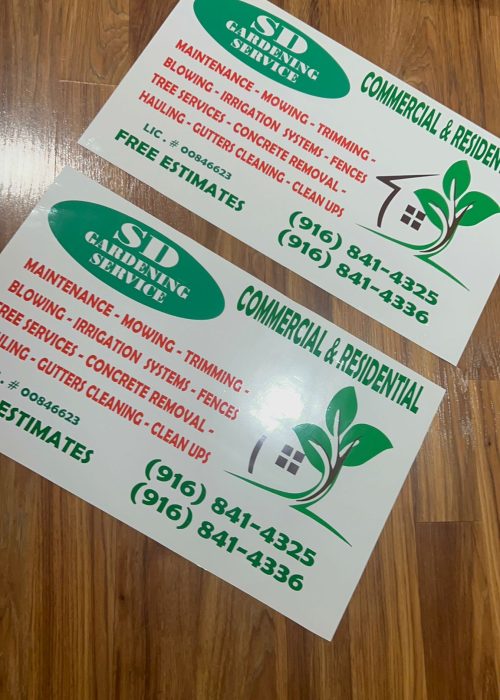 SD
GARDENING
SERVICE
COMMERCIAL & RESIDENT
MAINTENANCE - MOWING - TRIMMING -
BLOWING - IRRIGATION SYSTEMS - FENCES
TREE SERVICES - CONCRETE REMOVAL -
HAULING - GUTTERS CLEANING - CLEAN UPS
LIC . # 00846623
FREE ESTIMATES
(916) 841-4325
(916) 841-4336
SD
GARDENING
SERVICE
COMMERCIAL & RESIDENTIAL
MAINTENANCE - MOWING - TRIMMING -
BLOWING - IRRIGATION SYSTEMS - FENCES
REE SERVICES - CONCRETE REMOVAL -
ULING - GUTTERS CLEANING - CLEAN UPS
. # 00846623
ESTIMATES
(916) 841-4325
(916) 841-4336